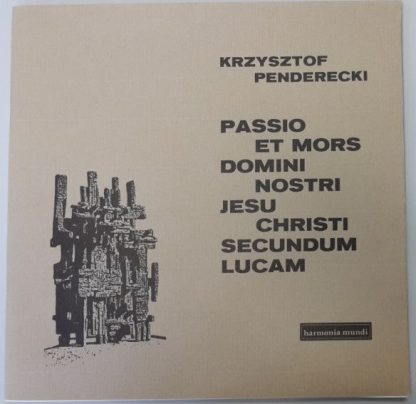 KRZYSZTOF
PENDERECKI
PASSIO
ET MORS
DOMINI
NOSTRI
JESU
CHRISTI
SECUNDUM
LUCAM
harmonia mundi